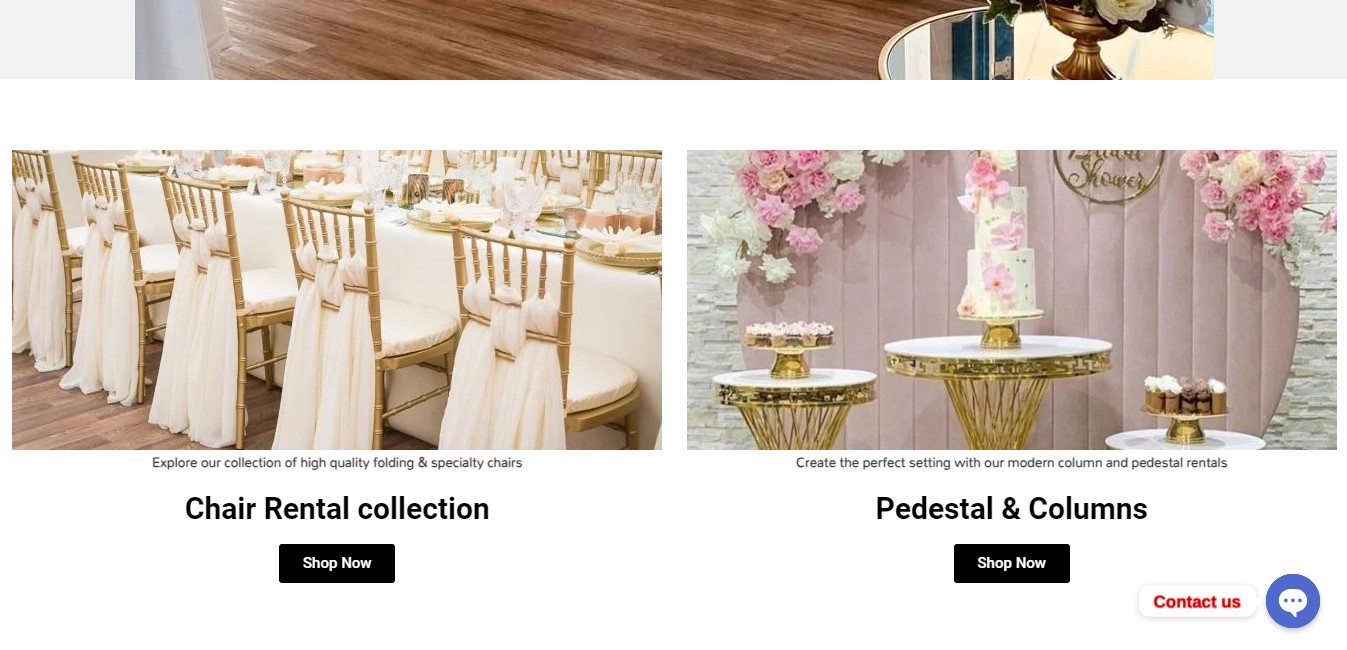 Shower
Explore our collection of high quality folding & specialty chairs
Create the perfect setting with our modern column and pedestal rentals
Chair Rental collection
Pedestal & Columns
Shop Now
Shop Now
Contact us